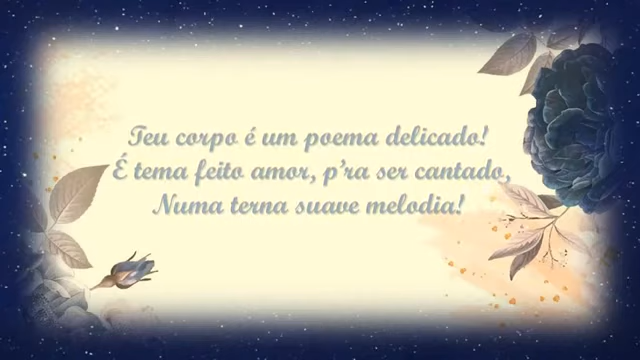 Teu corpo é um poema delicado!
É tema feito amor, p’ra ser cantado,
Numa terna suave melodia!